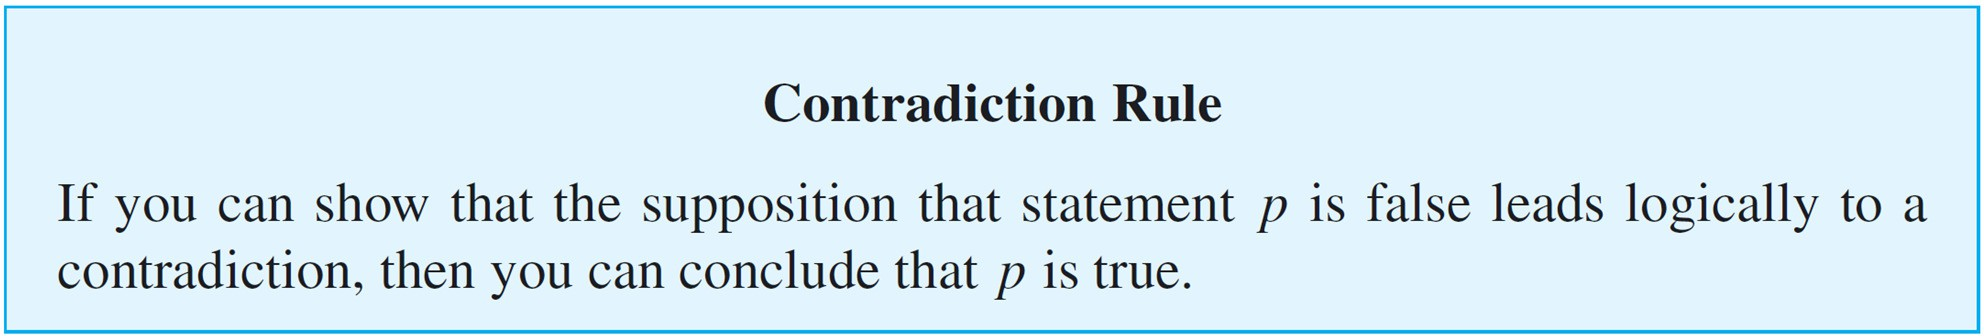 Contradiction Rule
If you can show that the supposition that statement p is false leads logically to a
contradiction, then you can conclude that p is true.